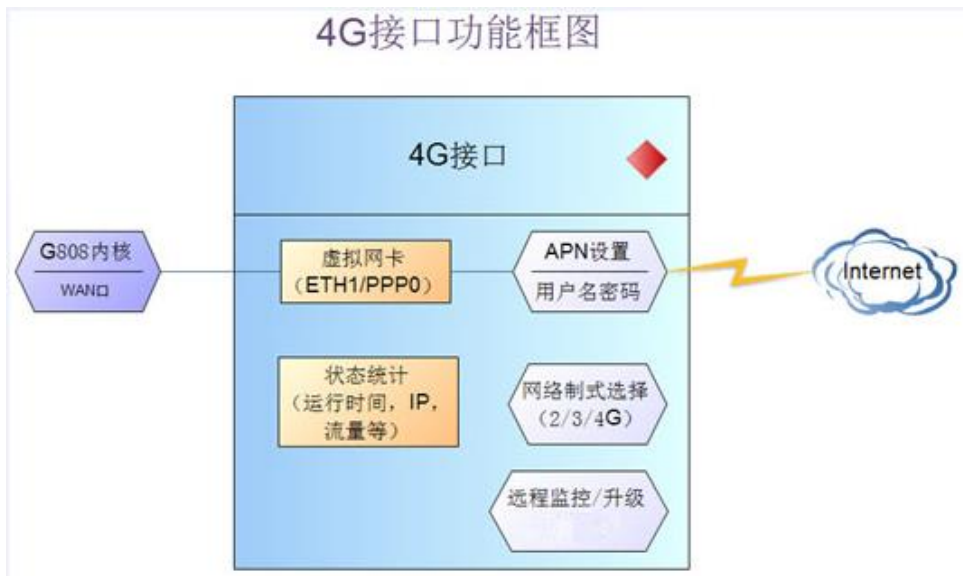 4G接口功能框图
4G接口
G808内核
WAN口
虚拟网卡
（ETH1/PPP0）
APN设置
用户名密码
Internet
状态统计
（运行时间，IP，
流量等）
网络制式选择
（2/3/4G）
远程监控/升级